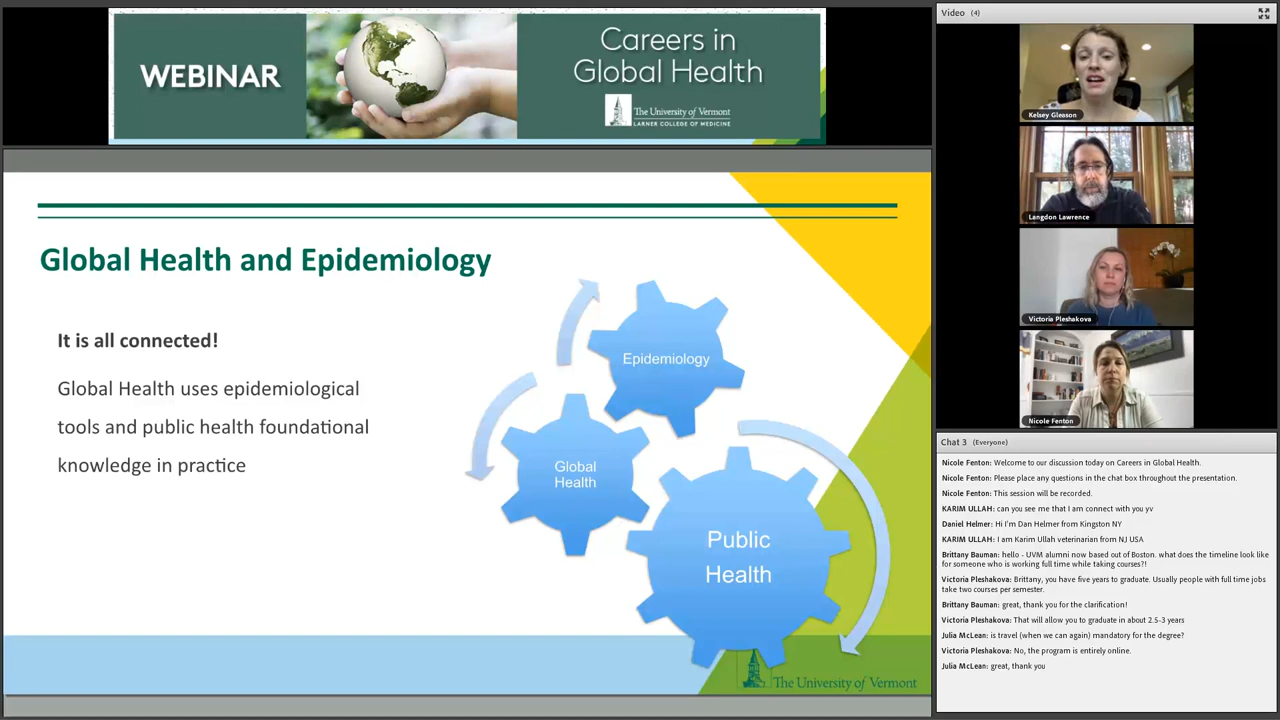 WEBINAR
Careers in
Global Health
The University of Vermont
LARNER COLLEGE OF MEDICINE
Global Health and Epidemiology
It is all connected!
Global Health uses epidemiological
tools and public health foundational
knowledge in practice
Epidemiology
Global
Health
Public
Health
The University of Vermont
Video (4)
Kelsey Gleason
Langdon Lawrence
Victoria Pleshakova
Nicole Fenton
Chat 3 (Everyone)
Nicole Fenton: Welcome to our discussion today on Careers in Global Health.
Nicole Fenton: Please place any questions in the chat box throughout the presentation.
Nicole Fenton: This session will be recorded.
KARIM ULLAH: can you see me that I am connect with you yv
Daniel Helmer: Hi I'm Dan Helmer from Kingston NY
KARIM ULLAH: I am Karim Ullah veterinarian from NJ USA
Brittany Bauman: hello - UVM alumni now based out of Boston. what does the timeline look like
for someone who is working full time while taking courses?!
Victoria Pleshakova: Brittany, you have five years to graduate. Usually people with full time jobs
take two courses per semester.
Brittany Bauman: great, thank you for the clarification!
Victoria Pleshakova: That will allow you to graduate in about 2.5-3 years
Julia McLean: is travel (when we can again) mandatory for the degree?
Victoria Pleshakova: No, the program is entirely online.
Julia McLean: great, thank you